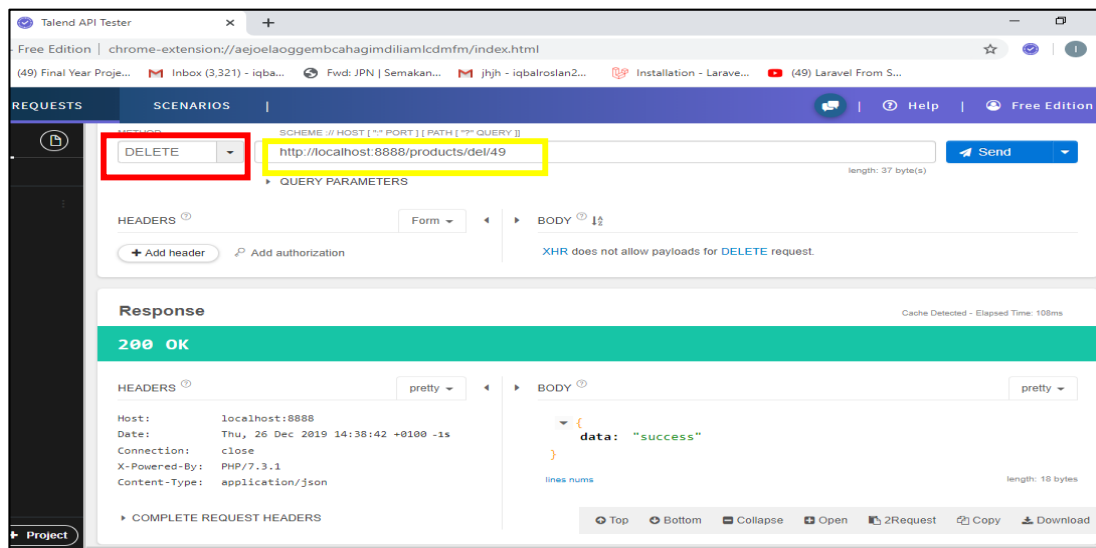 Talend API Tester × +
Free Edition | chrome-extension://aejoelaoggembcahagimdiliamlcdmfm/index.html
(49) Final Year Proje... Inbox (3,321) - iqba... Fwd: JPN | Semakan... jhjh - iqbalroslan2... Installation - Larave... (49) Laravel From S...
REQUESTS SCENARIOS | | Help | Free Edition
METHOD SCHEME :// HOST [ ":" PORT ] [ PATH [ "?" QUERY ]]
DELETE http://localhost:8888/products/del/49 Send
length: 37 byte(s)
QUERY PARAMETERS
HEADERS Form BODY
+ Add header Add authorization XHR does not allow payloads for DELETE request.
Response Cache Detected - Elapsed Time: 108ms
200 OK
HEADERS pretty BODY pretty
Host: localhost:8888
Date: Thu, 26 Dec 2019 14:38:42 +0100 -1s
Connection: close
X-Powered-By: PHP/7.3.1
Content-Type: application/json
{
data: "success"
}
lines nums length: 18 bytes
COMPLETE REQUEST HEADERS
Top Bottom Collapse Open 2Request Copy Download
+ Project